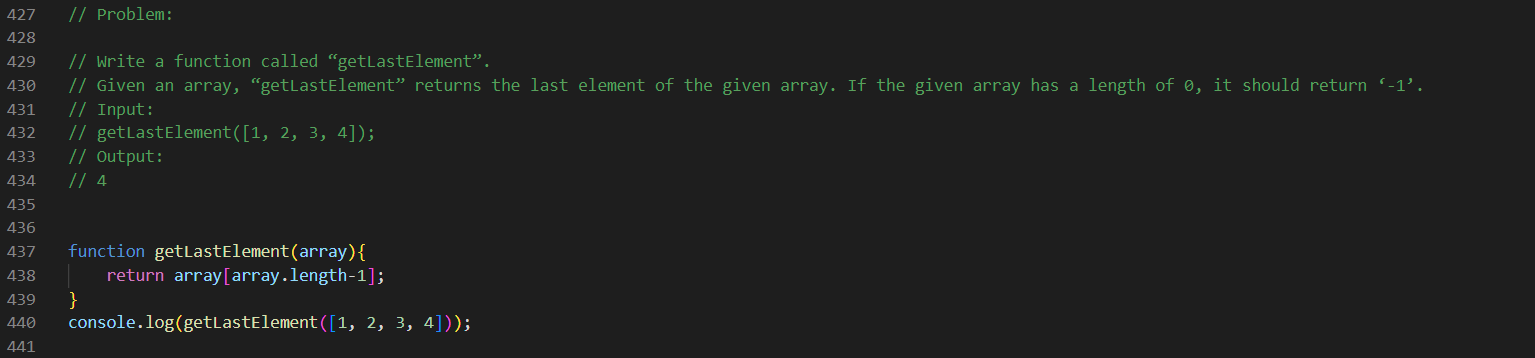 427 // Problem:
428
429 // Write a function called “getLastElement”.
430 // Given an array, “getLastElement” returns the last element of the given array. If the given array has a length of 0, it should return ‘-1’.
431 // Input:
432 // getLastElement([1, 2, 3, 4]);
433 // Output:
434 // 4
435
436
437 function getLastElement(array){
438     return array[array.length-1];
439 }
440 console.log(getLastElement([1, 2, 3, 4]));
441